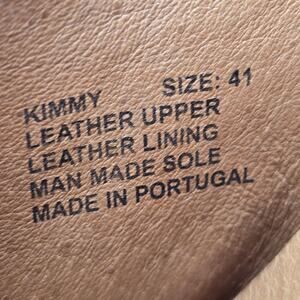 KIMMY SIZE: 41
LEATHER UPPER
LEATHER LINING
MAN MADE SOLE
MADE IN PORTUGAL